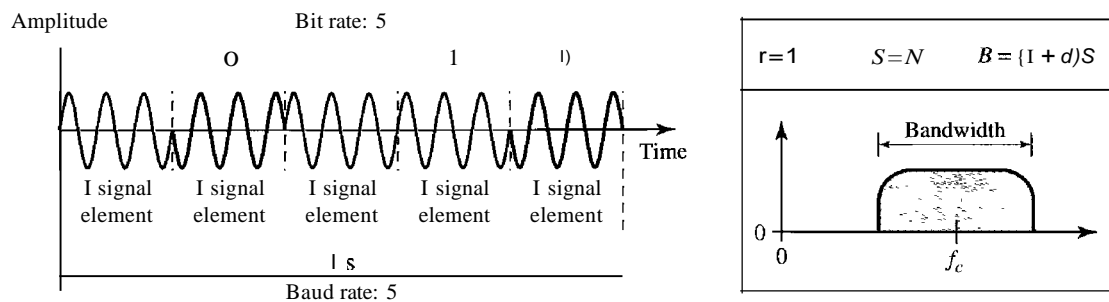 Amplitude
Bit rate: 5
O 1 I)
Time
I signal element
I signal element
I signal element
I signal element
I signal element
I s
Baud rate: 5
r=1 S=N B={I + d)S
Bandwidth
0
0
fc